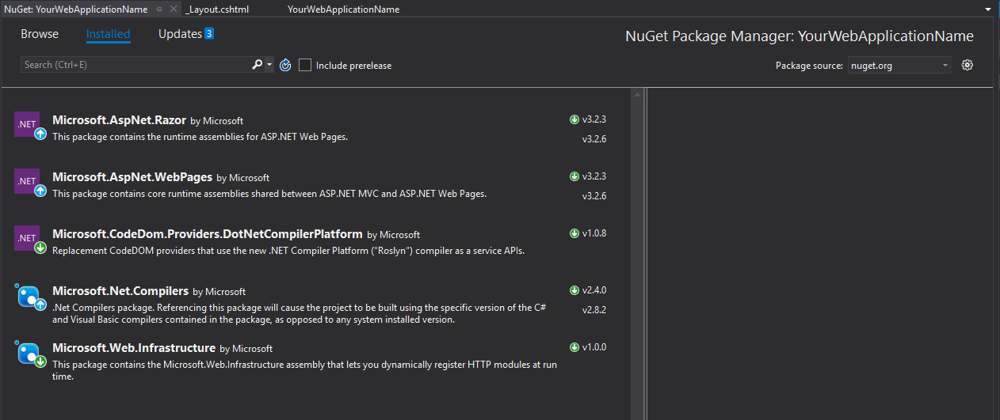 NuGet: YourWebApplicationName
_Layout.cshtml
YourWebApplicationName
Browse
Installed
Updates 3
NuGet Package Manager: YourWebApplicationName
Search (Ctrl+E)
Include prerelease
Package source: nuget.org
.NET
Microsoft.AspNet.Razor by Microsoft
v3.2.3
This package contains the runtime assemblies for ASP.NET Web Pages.
v3.2.6
.NET
Microsoft.AspNet.WebPages by Microsoft
v3.2.3
This package contains core runtime assemblies shared between ASP.NET MVC and ASP.NET Web Pages.
v3.2.6
.NET
Microsoft.CodeDom.Providers.DotNetCompilerPlatform by Microsoft
v1.0.8
Replacement CodeDOM providers that use the new .NET Compiler Platform ("Roslyn") compiler as a service APIs.
Microsoft.Net.Compilers by Microsoft
v2.4.0
.Net Compilers package. Referencing this package will cause the project to be built using the specific version of the C#
v2.8.2
and Visual Basic compilers contained in the package, as opposed to any system installed version.
Microsoft.Web.Infrastructure by Microsoft
v1.0.0
This package contains the Microsoft.Web.Infrastructure assembly that lets you dynamically register HTTP modules at run
time.